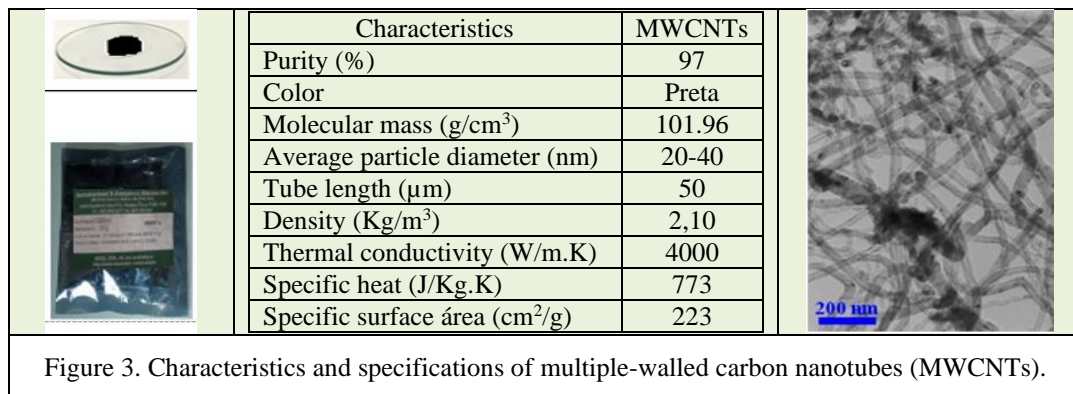 Characteristics MWCNTs
Purity (%) 97
Color Preta
Molecular mass (g/cm³) 101.96
Average particle diameter (nm) 20-40
Tube length (µm) 50
Density (Kg/m³) 2,10
Thermal conductivity (W/m.K) 4000
Specific heat (J/Kg.K) 773
Specific surface área (cm²/g) 223
200 nm
Figure 3. Characteristics and specifications of multiple-walled carbon nanotubes (MWCNTs).